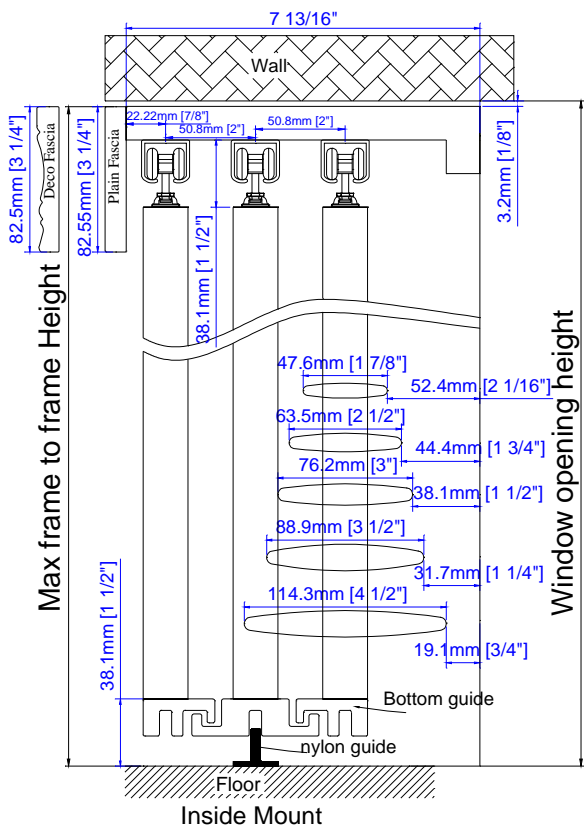 7 13/16"
Wall
22.22mm [7/8"]
50.8mm [2"]
50.8mm [2"]
3.2mm [1/8"]
82.5mm [3 1/4"]
Deco Fascia
82.55mm [3 1/4"]
Plain Fascia
38.1mm [1 1/2"]
Max frame to frame Height
Window opening height
47.6mm [1 7/8"]
52.4mm [2 1/16"]
63.5mm [2 1/2"]
44.4mm [1 3/4"]
76.2mm [3"]
38.1mm [1 1/2"]
88.9mm [3 1/2"]
31.7mm [1 1/4"]
114.3mm [4 1/2"]
19.1mm [3/4"]
38.1mm [1 1/2"]
Bottom guide
nylon guide
Floor
Inside Mount